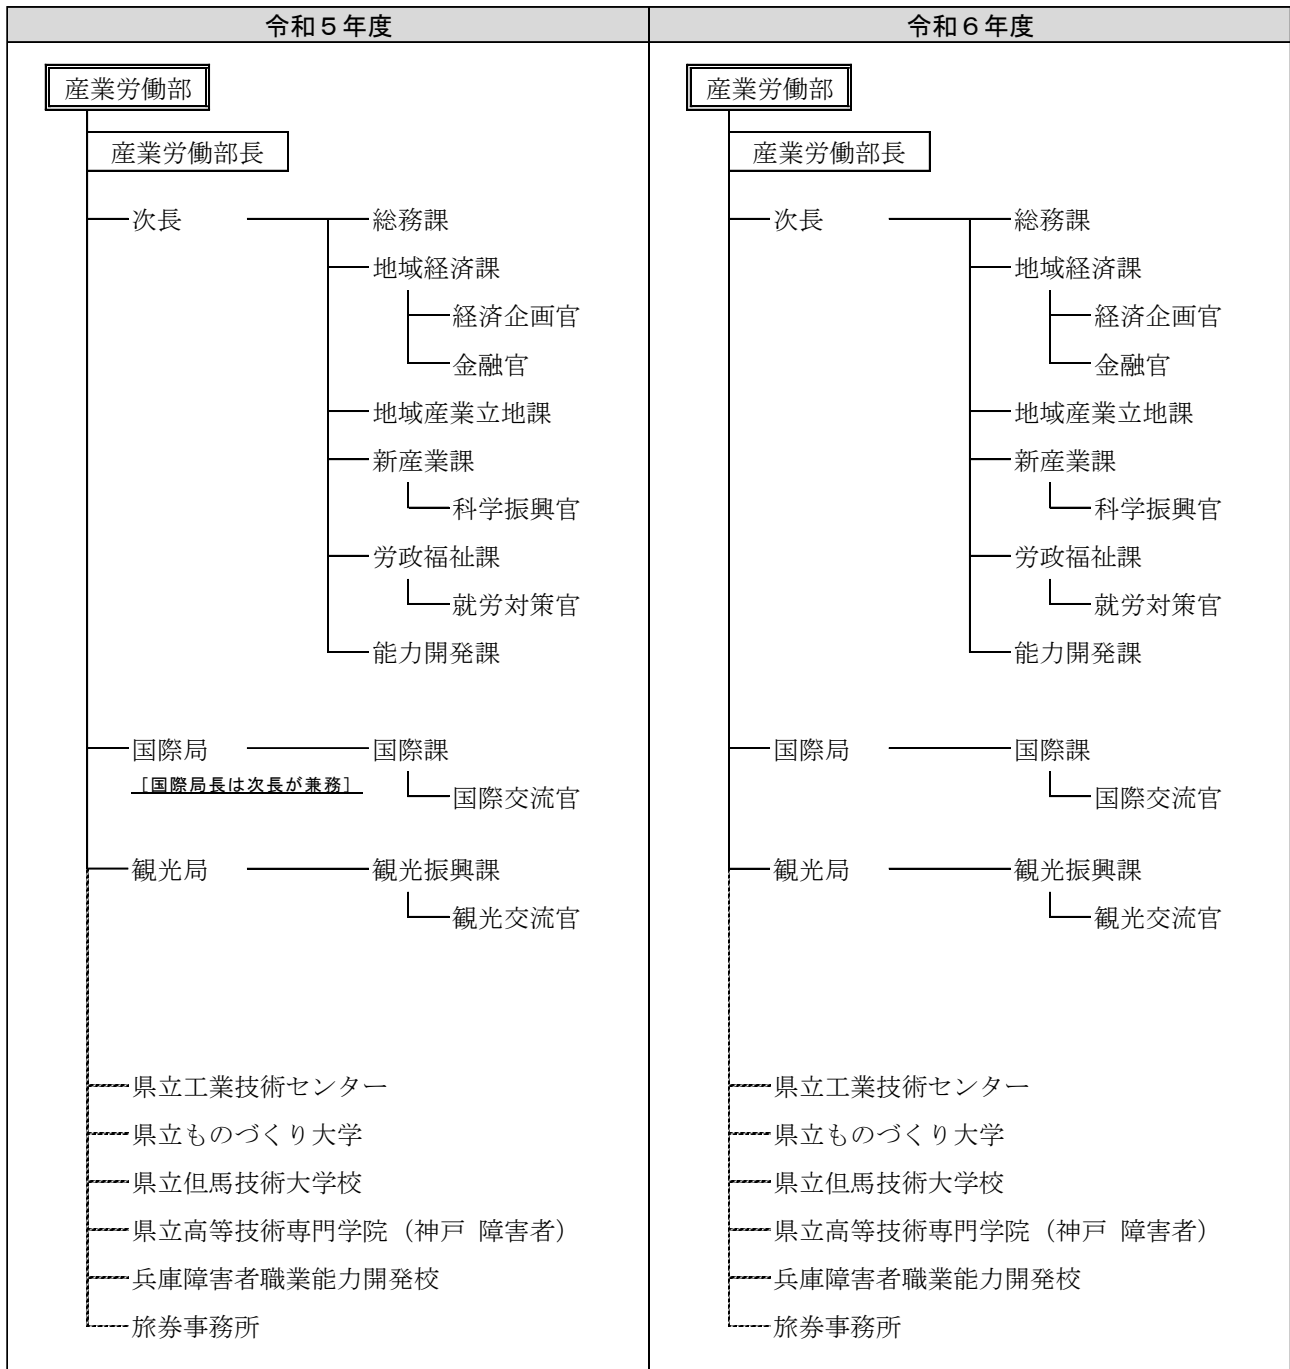 令和５年度
産業労働部
産業労働部長
次長
総務課
地域経済課
経済企画官
金融官
地域産業立地課
新産業課
科学振興官
労政福祉課
就労対策官
能力開発課
国際局
国際課
［国際局長は次長が兼務］
国際交流官
観光局
観光振興課
観光交流官
県立工業技術センター
県立ものづくり大学
県立但馬技術大学校
県立高等技術専門学院（神戸 障害者）
兵庫障害者職業能力開発校
旅券事務所
令和６年度
産業労働部
産業労働部長
次長
総務課
地域経済課
経済企画官
金融官
地域産業立地課
新産業課
科学振興官
労政福祉課
就労対策官
能力開発課
国際局
国際課
国際交流官
観光局
観光振興課
観光交流官
県立工業技術センター
県立ものづくり大学
県立但馬技術大学校
県立高等技術専門学院（神戸 障害者）
兵庫障害者職業能力開発校
旅券事務所